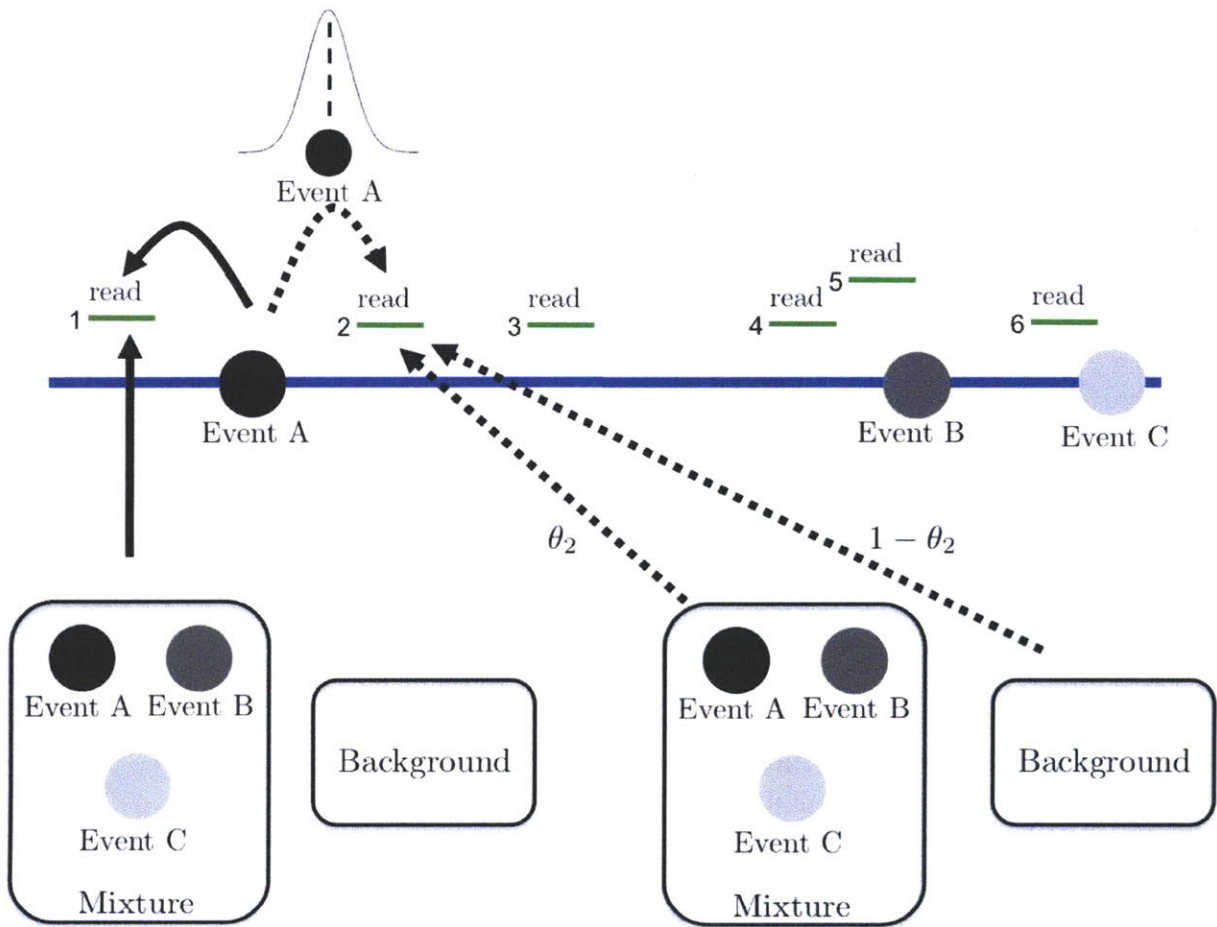 Event A
read
1
read
2
read
3
read
4
read
5
read
6
Event A
Event B
Event C
θ₂
1 − θ₂
Event A Event B
Event C
Mixture
Background
Event A Event B
Event C
Mixture
Background